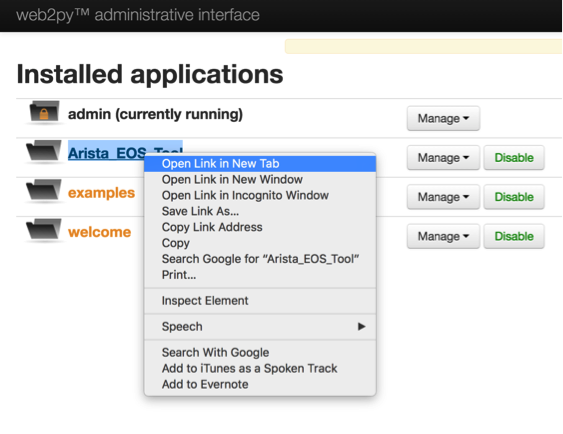 web2py™ administrative interface
Installed applications
admin (currently running)
Manage
Arista_EOS_Tool
Manage
Disable
examples
Manage
Disable
welcome
Manage
Disable
Open Link in New Tab
Open Link in New Window
Open Link in Incognito Window
Save Link As...
Copy Link Address
Copy
Search Google for “Arista_EOS_Tool”
Print...
Inspect Element
Speech
Search With Google
Add to iTunes as a Spoken Track
Add to Evernote